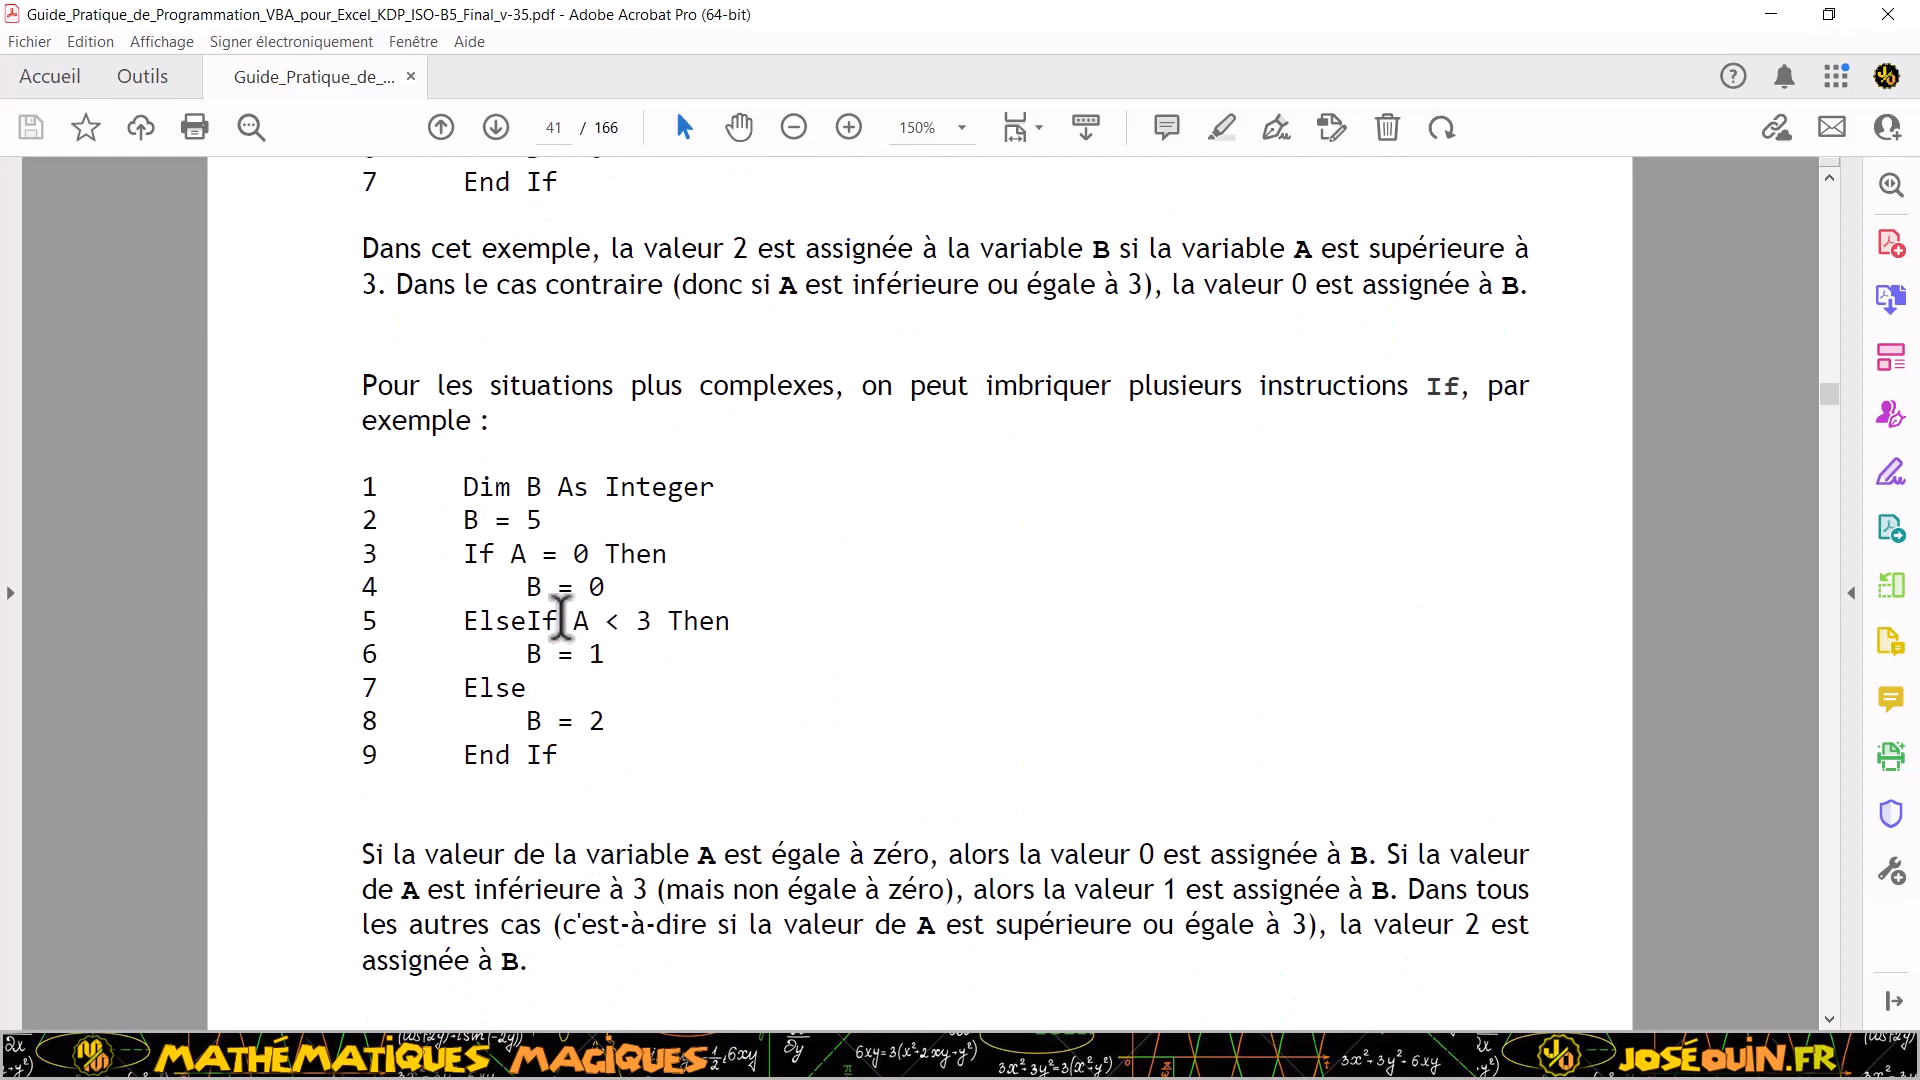 Guide_Pratique_de_Programmation_VBA_pour_Excel_KDP_ISO-B5_Final_v-35.pdf - Adobe Acrobat Pro (64-bit)
Fichier Edition Affichage Signer électroniquement Fenêtre Aide
Accueil Outils Guide_Pratique_de_... ×
41 / 166 150%
7 End If
Dans cet exemple, la valeur 2 est assignée à la variable B si la variable A est supérieure à
3. Dans le cas contraire (donc si A est inférieure ou égale à 3), la valeur 0 est assignée à B.
Pour les situations plus complexes, on peut imbriquer plusieurs instructions If, par
exemple :
1 Dim B As Integer
2 B = 5
3 If A = 0 Then
4 B = 0
5 ElseIf A < 3 Then
6 B = 1
7 Else
8 B = 2
9 End If
Si la valeur de la variable A est égale à zéro, alors la valeur 0 est assignée à B. Si la valeur
de A est inférieure à 3 (mais non égale à zéro), alors la valeur 1 est assignée à B. Dans tous
les autres cas (c'est-à-dire si la valeur de A est supérieure ou égale à 3), la valeur 2 est
assignée à B.
MATHÉMATIQUES MAGIQUES JOSÉOUIN.FR